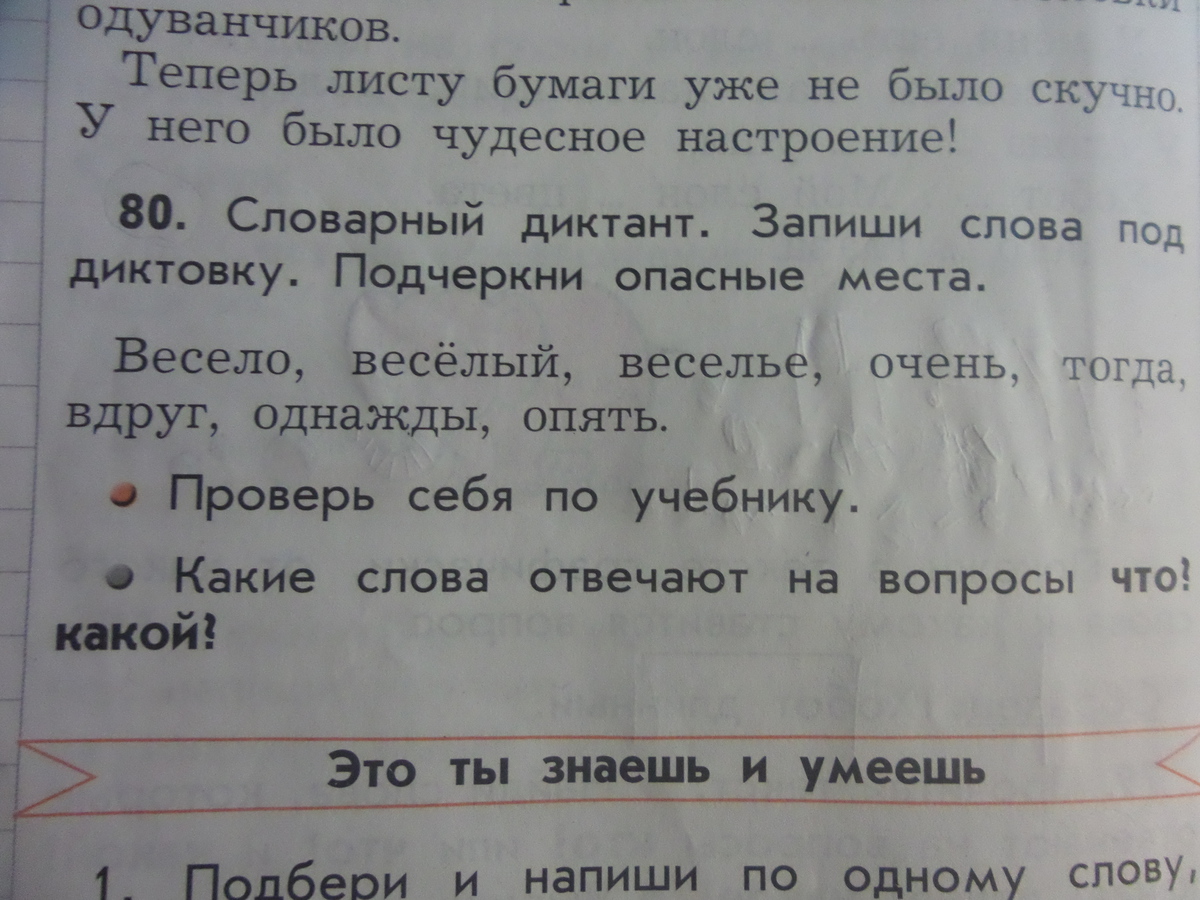 одуванчиков.
Теперь листу бумаги уже не было скучно.
У него было чудесное настроение!
80. Словарный диктант. Запиши слова под
диктовку. Подчеркни опасные места.
Весело, весёлый, веселье, очень, тогда,
вдруг, однажды, опять.
Проверь себя по учебнику.
Какие слова отвечают на вопросы что?
какой?
Это ты знаешь и умеешь
1. Подбери и напиши по одному слову,